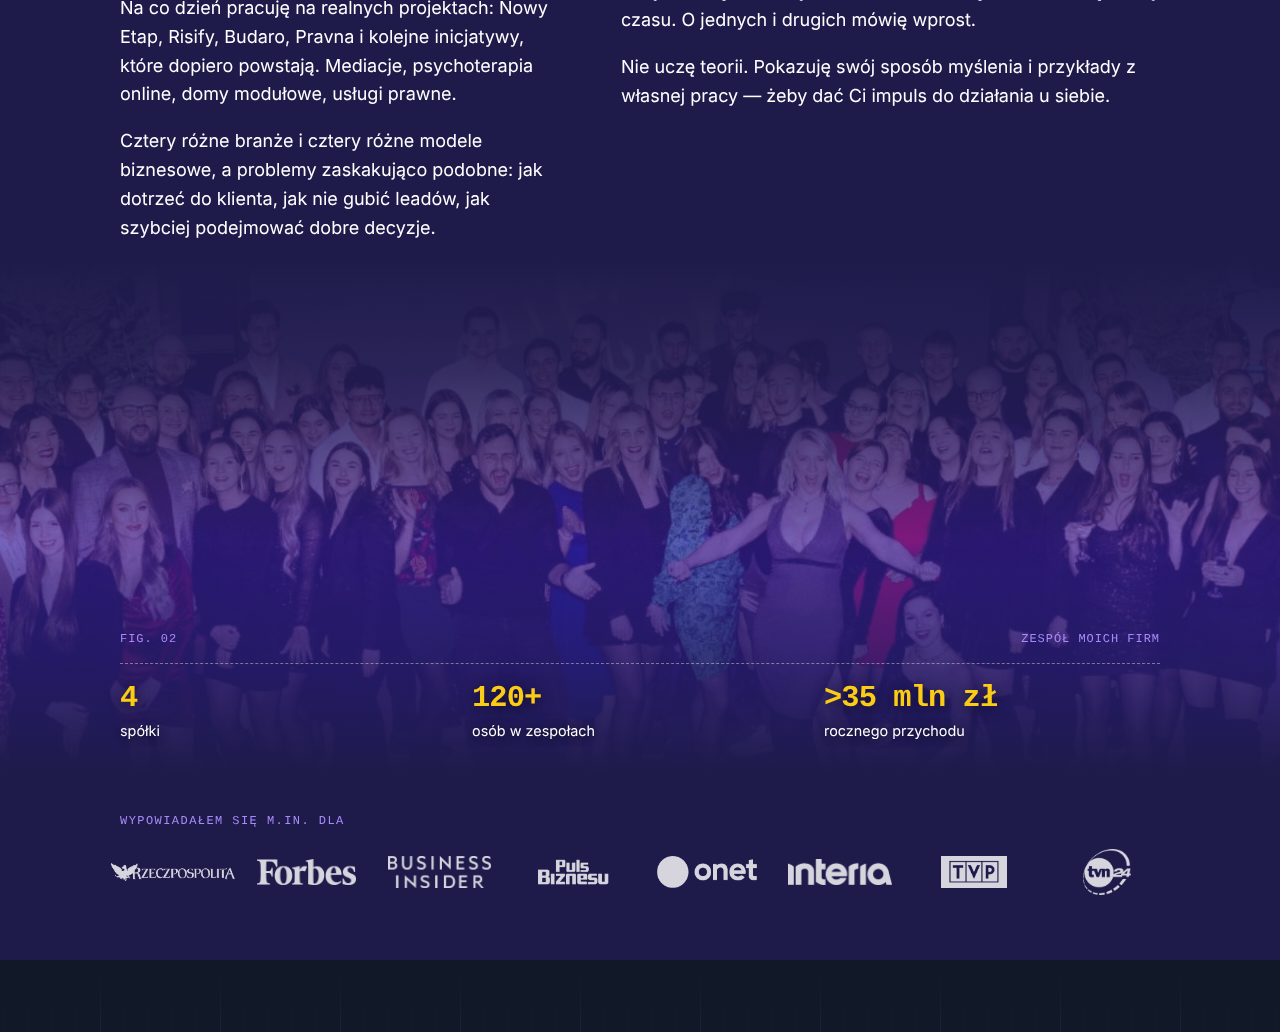 Na co dzień pracuję na realnych projektach: Nowy
Etap, Risify, Budaro, Pravna i kolejne inicjatywy,
które dopiero powstają. Mediacje, psychoterapia
online, domy modułowe, usługi prawne.
Cztery różne branże i cztery różne modele
biznesowe, a problemy zaskakująco podobne: jak
dotrzeć do klienta, jak nie gubić leadów, jak
szybciej podejmować dobre decyzje.
czasu. O jednych i drugich mówię wprost.
Nie uczę teorii. Pokazuję swój sposób myślenia i przykłady z
własnej pracy — żeby dać Ci impuls do działania u siebie.
FIG. 02
ZESPÓŁ MOICH FIRM
4
spółki
120+
osób w zespołach
>35 mln zł
rocznego przychodu
WYPOWIADAŁEM SIĘ M.IN. DLA
RZECZPOSPOLITA
Forbes
BUSINESS
INSIDER
Puls
Biznesu
onet
interia
TVP
tvn24